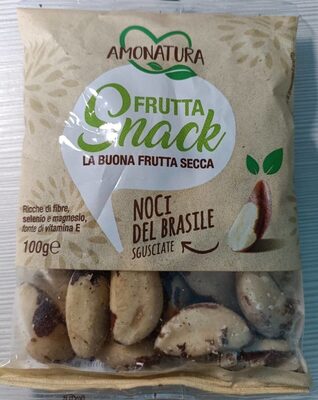 AMONATURA
FRUTTA
Snack
LA BUONA FRUTTA SECCA
Ricche di fibre,
selenio e magnesio,
fonte di vitamina E
100g℮
NOCI
DEL BRASILE
SGUSCIATE